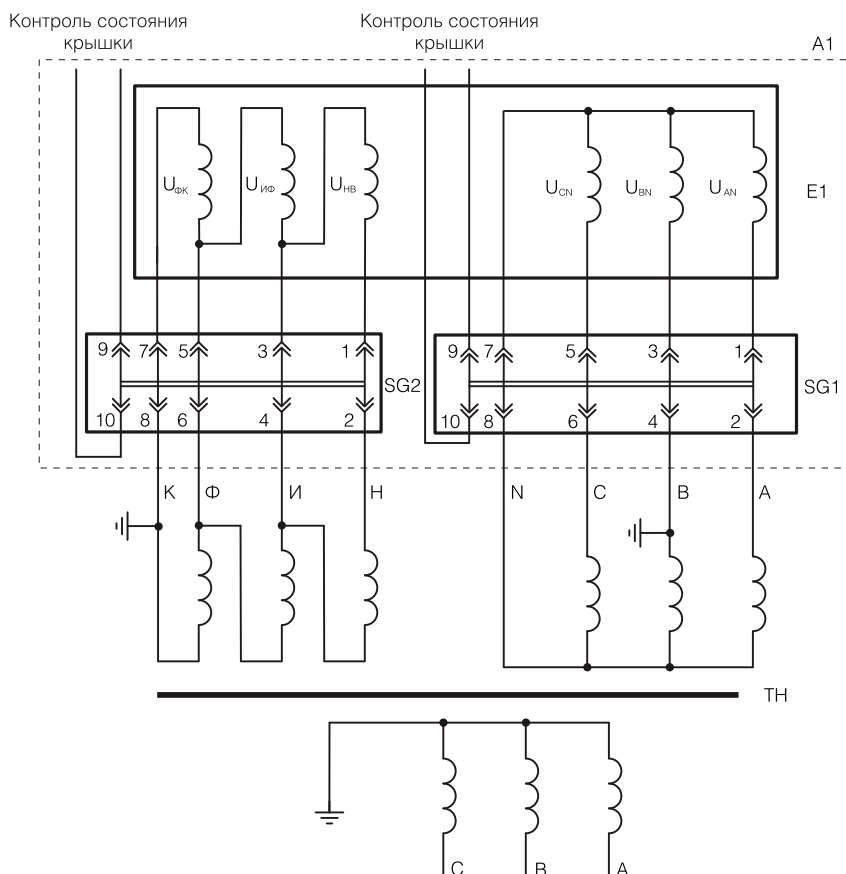 Контроль состояния
крышки
Контроль состояния
крышки
A1
UФК
UИФ
UНВ
UCN
UBN
UAN
E1
9 7 5 3 1
SG2
10 8 6 4 2
9 7 5 3 1
SG1
10 8 6 4 2
К Ф И Н
N C B A
ТН
C B A